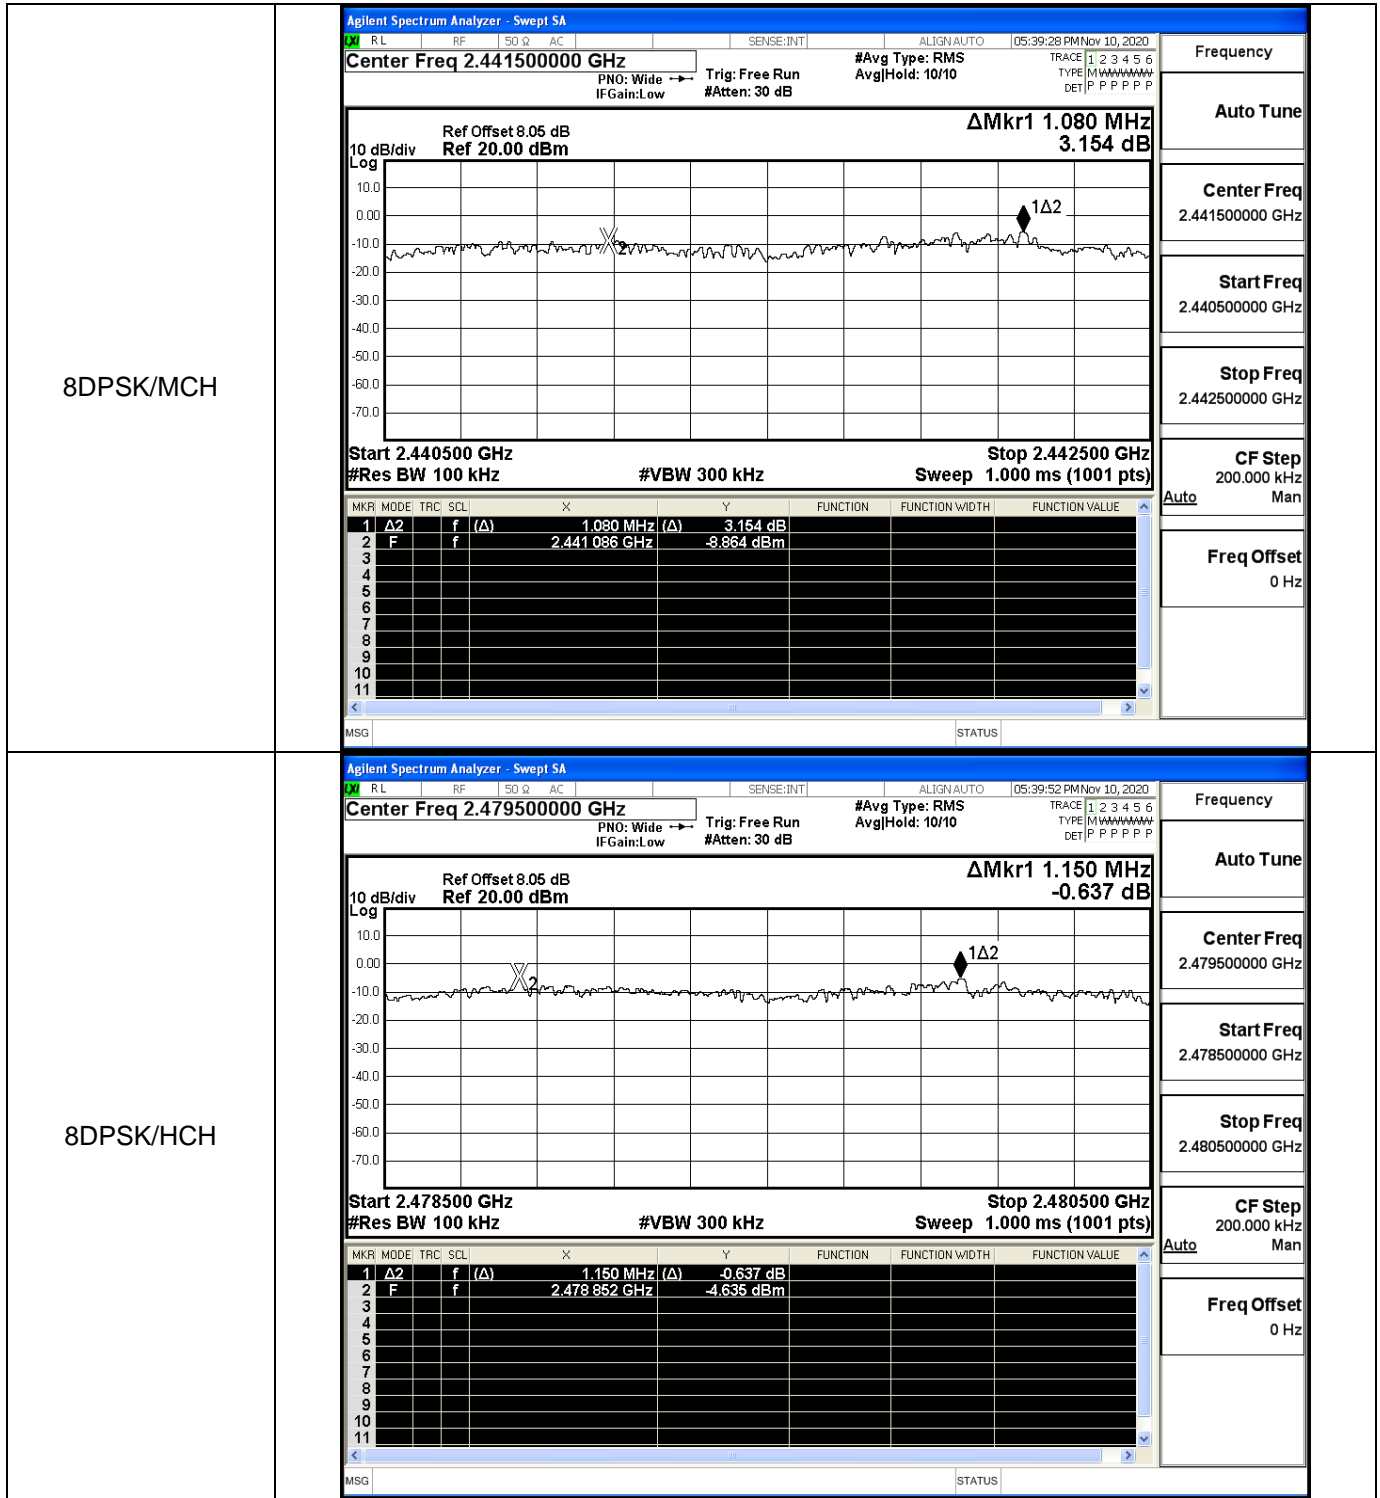 8DPSK/MCH
Agilent Spectrum Analyzer - Swept SA
LXI RL RF 50 Ω AC SENSE:INT ALIGN AUTO 05:39:28 PM Nov 10, 2020
Center Freq 2.441500000 GHz
PNO: Wide
IFGain:Low
Trig: Free Run
#Atten: 30 dB
#Avg Type: RMS
Avg|Hold: 10/10
TRACE 1 2 3 4 5 6
TYPE M WWWWW
DET P P P P P P
Ref Offset 8.05 dB
10 dB/div Ref 20.00 dBm
ΔMkr1 1.080 MHz
3.154 dB
Log
10.0
0.00
-10.0
-20.0
-30.0
-40.0
-50.0
-60.0
-70.0
1Δ2
2
Start 2.440500 GHz Stop 2.442500 GHz
#Res BW 100 kHz #VBW 300 kHz Sweep 1.000 ms (1001 pts)
MKR MODE TRC SCL X Y FUNCTION FUNCTION WIDTH FUNCTION VALUE
1 Δ2 f (Δ) 1.080 MHz (Δ) 3.154 dB
2 F f 2.441 086 GHz -8.864 dBm
3
4
5
6
7
8
9
10
11
MSG STATUS
Frequency
Auto Tune
Center Freq
2.441500000 GHz
Start Freq
2.440500000 GHz
Stop Freq
2.442500000 GHz
CF Step
200.000 kHz
Auto Man
Freq Offset
0 Hz
8DPSK/HCH
Agilent Spectrum Analyzer - Swept SA
LXI RL RF 50 Ω AC SENSE:INT ALIGN AUTO 05:39:52 PM Nov 10, 2020
Center Freq 2.479500000 GHz
PNO: Wide
IFGain:Low
Trig: Free Run
#Atten: 30 dB
#Avg Type: RMS
Avg|Hold: 10/10
TRACE 1 2 3 4 5 6
TYPE M WWWWW
DET P P P P P P
Ref Offset 8.05 dB
10 dB/div Ref 20.00 dBm
ΔMkr1 1.150 MHz
-0.637 dB
Log
10.0
0.00
-10.0
-20.0
-30.0
-40.0
-50.0
-60.0
-70.0
1Δ2
2
Start 2.478500 GHz Stop 2.480500 GHz
#Res BW 100 kHz #VBW 300 kHz Sweep 1.000 ms (1001 pts)
MKR MODE TRC SCL X Y FUNCTION FUNCTION WIDTH FUNCTION VALUE
1 Δ2 f (Δ) 1.150 MHz (Δ) -0.637 dB
2 F f 2.478 852 GHz -4.635 dBm
3
4
5
6
7
8
9
10
11
MSG STATUS
Frequency
Auto Tune
Center Freq
2.479500000 GHz
Start Freq
2.478500000 GHz
Stop Freq
2.480500000 GHz
CF Step
200.000 kHz
Auto Man
Freq Offset
0 Hz